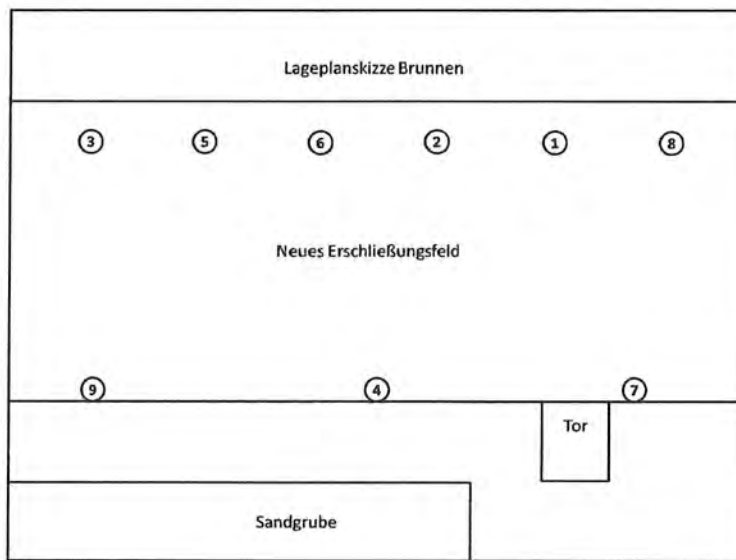 Lageplanskizze Brunnen
3 5 6 2 1 8
Neues Erschließungsfeld
9 4 7
Tor
Sandgrube